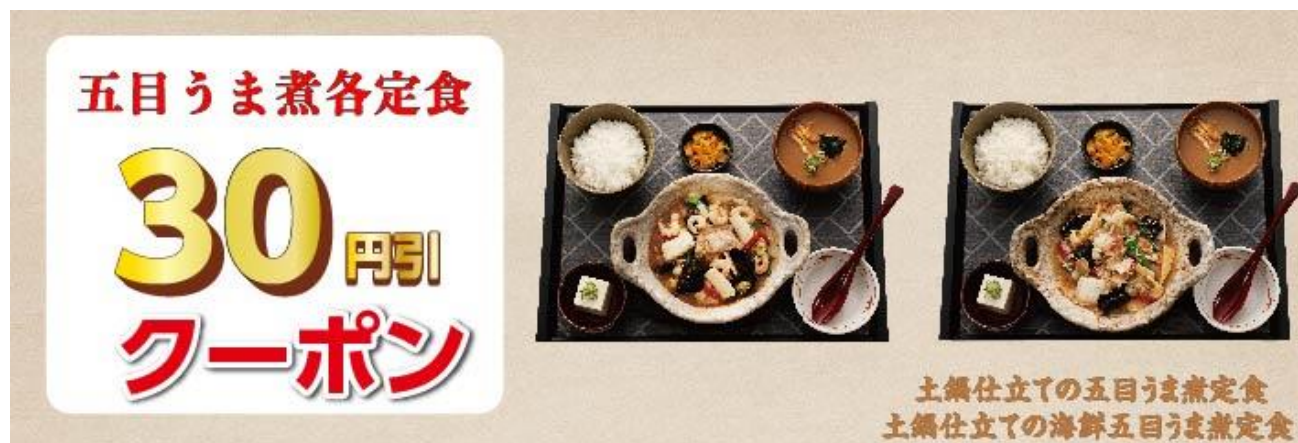 五目うま煮各定食
30円引
クーポン
土鍋仕立ての五目うま煮定食
土鍋仕立ての海鮮五目うま煮定食